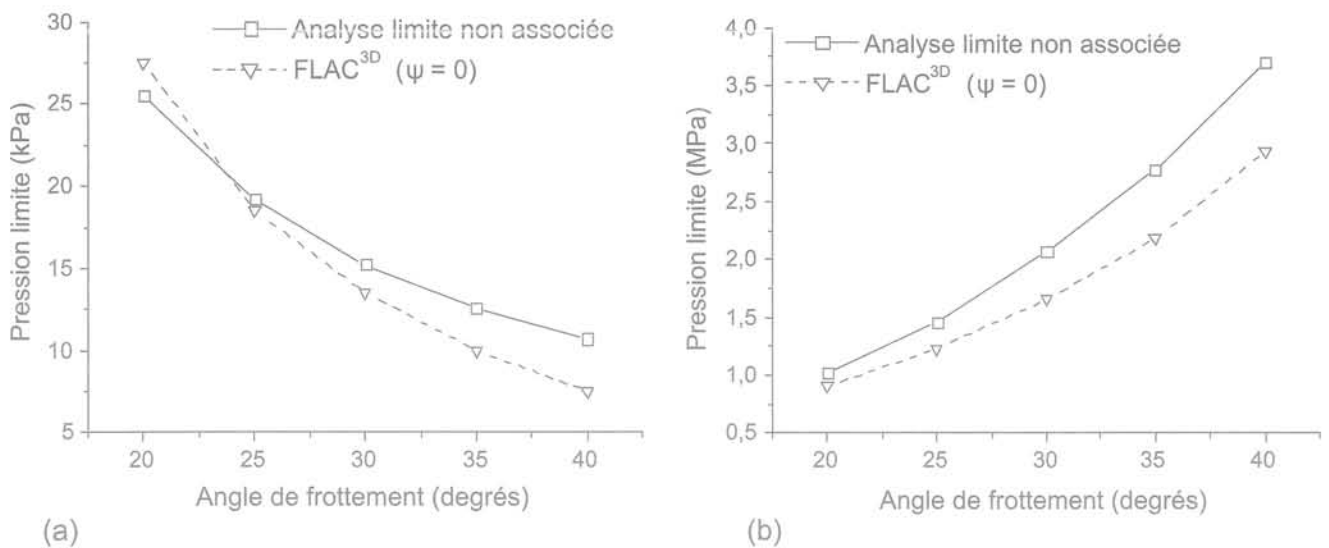 30
25
20
15
10
5
Pression limite (kPa)
Analyse limite non associée
FLAC3D (ψ = 0)
20 25 30 35 40
Angle de frottement (degrés)
(a)
4,0
3,5
3,0
2,5
2,0
1,5
1,0
0,5
Pression limite (MPa)
Analyse limite non associée
FLAC3D (ψ = 0)
20 25 30 35 40
Angle de frottement (degrés)
(b)